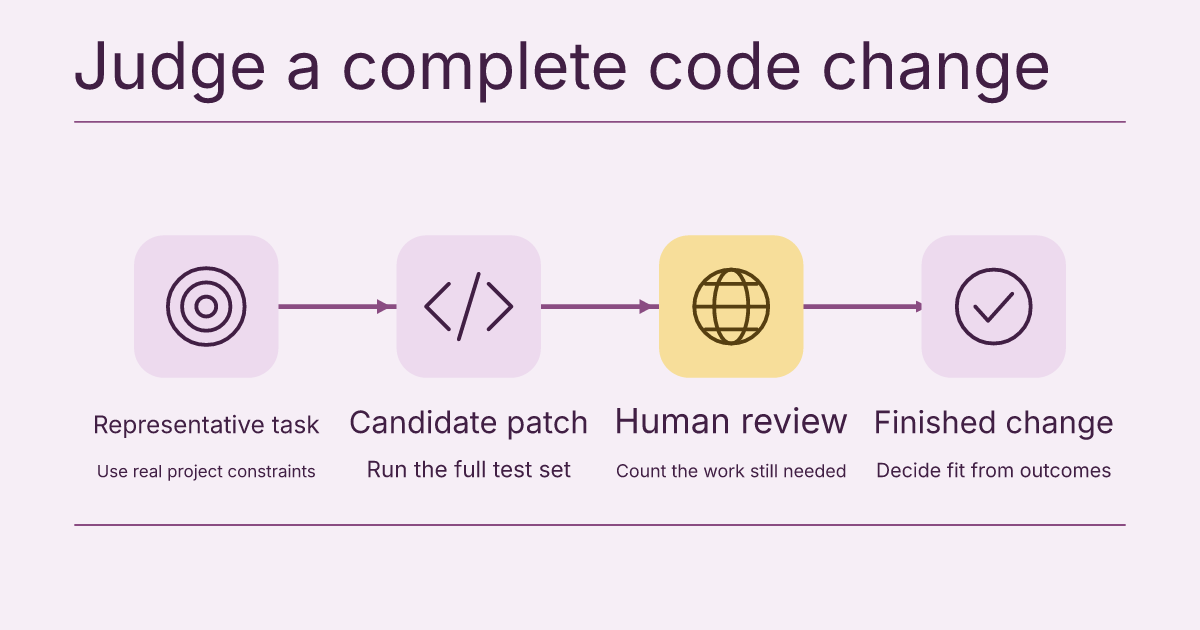 Judge a complete code change
Representative task
Candidate patch
Human review
Finished change
Use real project constraints
Run the full test set
Count the work still needed
Decide fit from outcomes